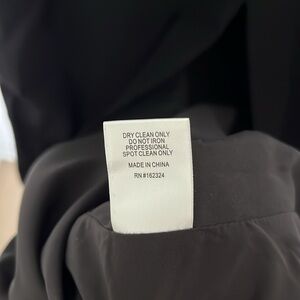 DRY CLEAN ONLY
DO NOT IRON
PROFESSIONAL
SPOT CLEAN ONLY
MADE IN CHINA
RN #162324